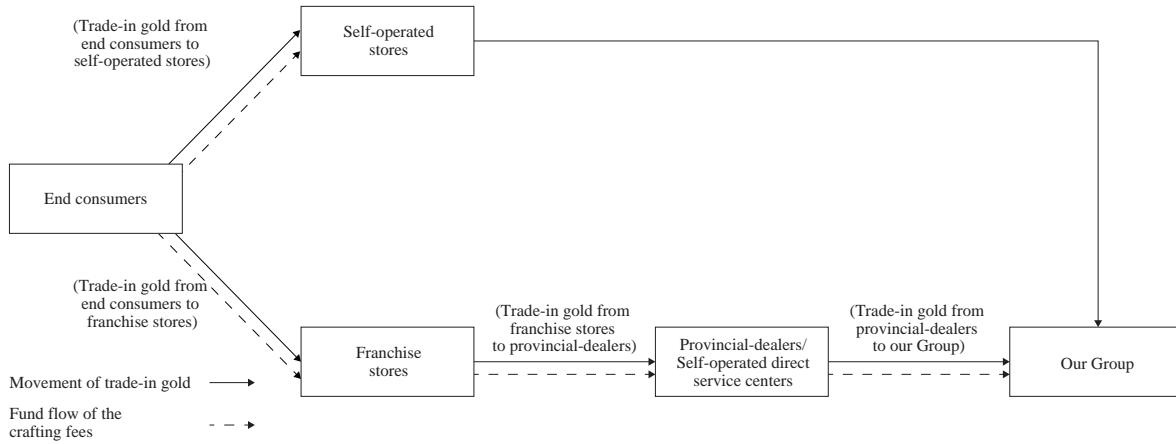 (Trade-in gold from
end consumers to
self-operated stores)
Self-operated
stores
End consumers
(Trade-in gold from
end consumers to
franchise stores)
Franchise
stores
(Trade-in gold from
franchise stores
to provincial-dealers)
Provincial-dealers/
Self-operated direct
service centers
(Trade-in gold from
provincial-dealers
to our Group)
Our Group
Movement of trade-in gold
Fund flow of the
crafting fees